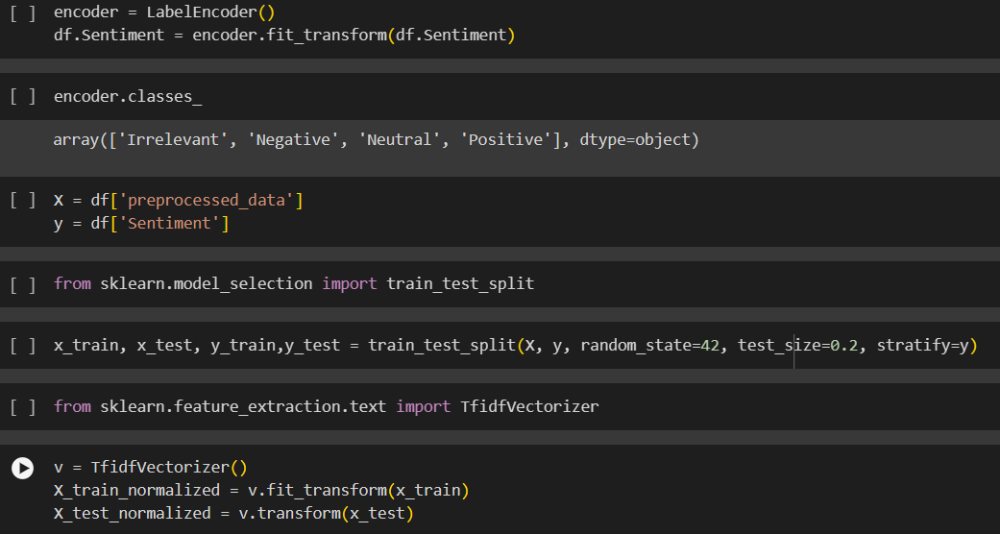 [ ] encoder = LabelEncoder()
df.Sentiment = encoder.fit_transform(df.Sentiment)
[ ] encoder.classes_
array(['Irrelevant', 'Negative', 'Neutral', 'Positive'], dtype=object)
[ ] X = df['preprocessed_data']
y = df['Sentiment']
[ ] from sklearn.model_selection import train_test_split
[ ] x_train, x_test, y_train,y_test = train_test_split(X, y, random_state=42, test_size=0.2, stratify=y)
[ ] from sklearn.feature_extraction.text import TfidfVectorizer
v = TfidfVectorizer()
X_train_normalized = v.fit_transform(x_train)
X_test_normalized = v.transform(x_test)